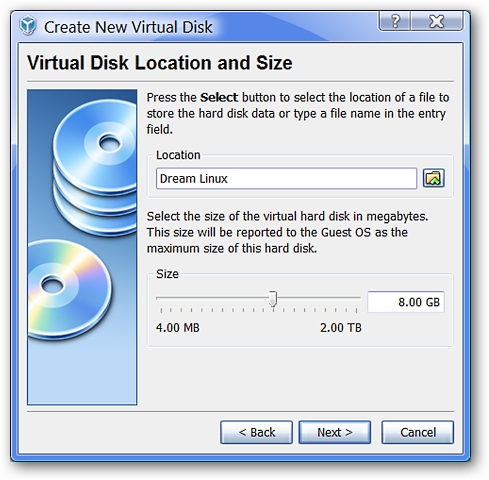 Create New Virtual Disk
Virtual Disk Location and Size
Press the Select button to select the location of a file to
store the hard disk data or type a file name in the entry
field.
Location
Dream Linux
Select the size of the virtual hard disk in megabytes.
This size will be reported to the Guest OS as the
maximum size of this hard disk.
Size
8.00 GB
4.00 MB 2.00 TB
< Back Next > Cancel